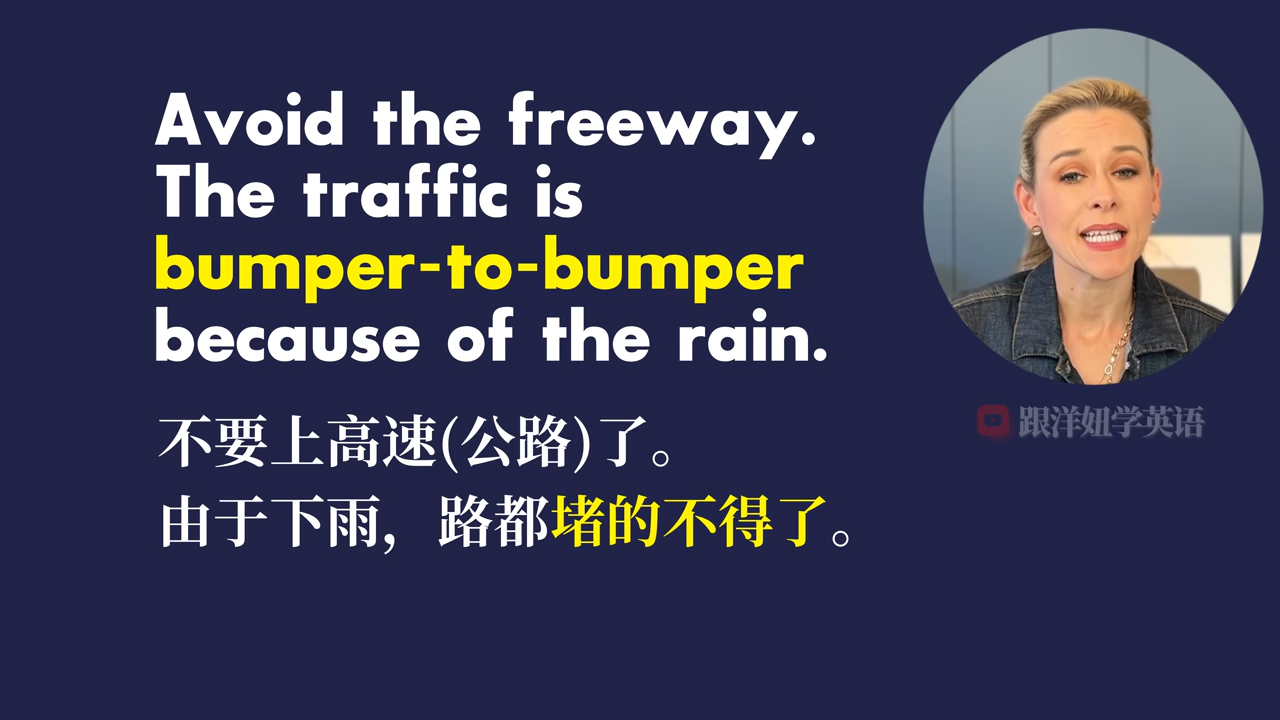 Avoid the freeway.
The traffic is
bumper-to-bumper
because of the rain.
不要上高速(公路)了。
由于下雨，路都堵的不得了。
跟洋妞学英语